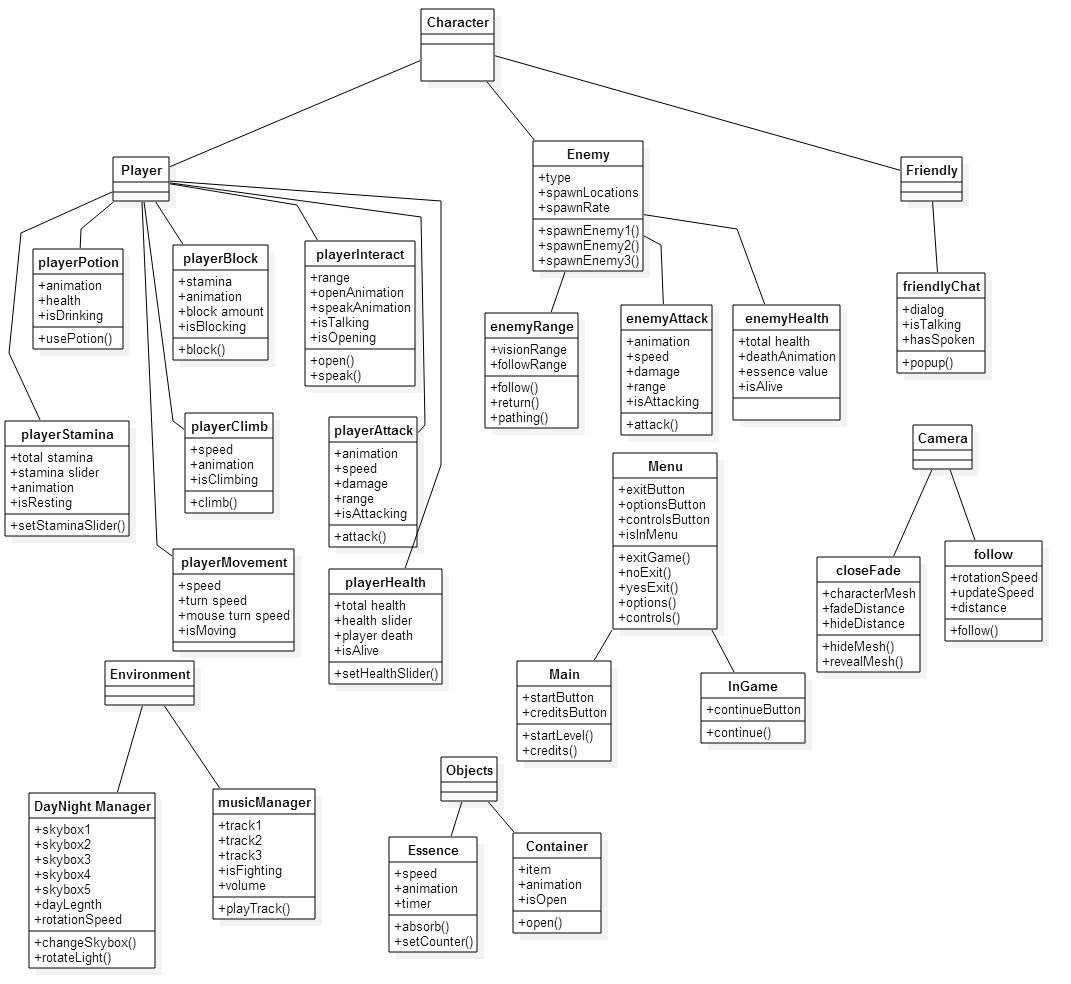 Character
Player
Enemy
+type
+spawnLocations
+spawnRate
+spawnEnemy1()
+spawnEnemy2()
+spawnEnemy3()
Friendly
playerPotion
+animation
+health
+isDrinking
+usePotion()
playerBlock
+stamina
+animation
+block amount
+isBlocking
+block()
playerInteract
+range
+openAnimation
+speakAnimation
+isTalking
+isOpening
+open()
+speak()
enemyRange
+visionRange
+followRange
+follow()
+return()
+pathing()
enemyAttack
+animation
+speed
+damage
+range
+isAttacking
+attack()
enemyHealth
+total health
+deathAnimation
+essence value
+isAlive
friendlyChat
+dialog
+isTalking
+hasSpoken
+popup()
playerStamina
+total stamina
+stamina slider
+animation
+isResting
+setStaminaSlider()
playerClimb
+speed
+animation
+isClimbing
+climb()
playerAttack
+animation
+speed
+damage
+range
+isAttacking
+attack()
Menu
+exitButton
+optionsButton
+controlsButton
+isInMenu
+exitGame()
+noExit()
+yesExit()
+options()
+controls()
Camera
playerMovement
+speed
+turn speed
+mouse turn speed
+isMoving
playerHealth
+total health
+health slider
+player death
+isAlive
+setHealthSlider()
closeFade
+characterMesh
+fadeDistance
+hideDistance
+hideMesh()
+revealMesh()
follow
+rotationSpeed
+updateSpeed
+distance
+follow()
Environment
Main
+startButton
+creditsButton
+startLevel()
+credits()
InGame
+continueButton
+continue()
DayNight Manager
+skybox1
+skybox2
+skybox3
+skybox4
+skybox5
+dayLegnth
+rotationSpeed
+changeSkybox()
+rotateLight()
musicManager
+track1
+track2
+track3
+isFighting
+volume
+playTrack()
Objects
Essence
+speed
+animation
+timer
+absorb()
+setCounter()
Container
+item
+animation
+isOpen
+open()